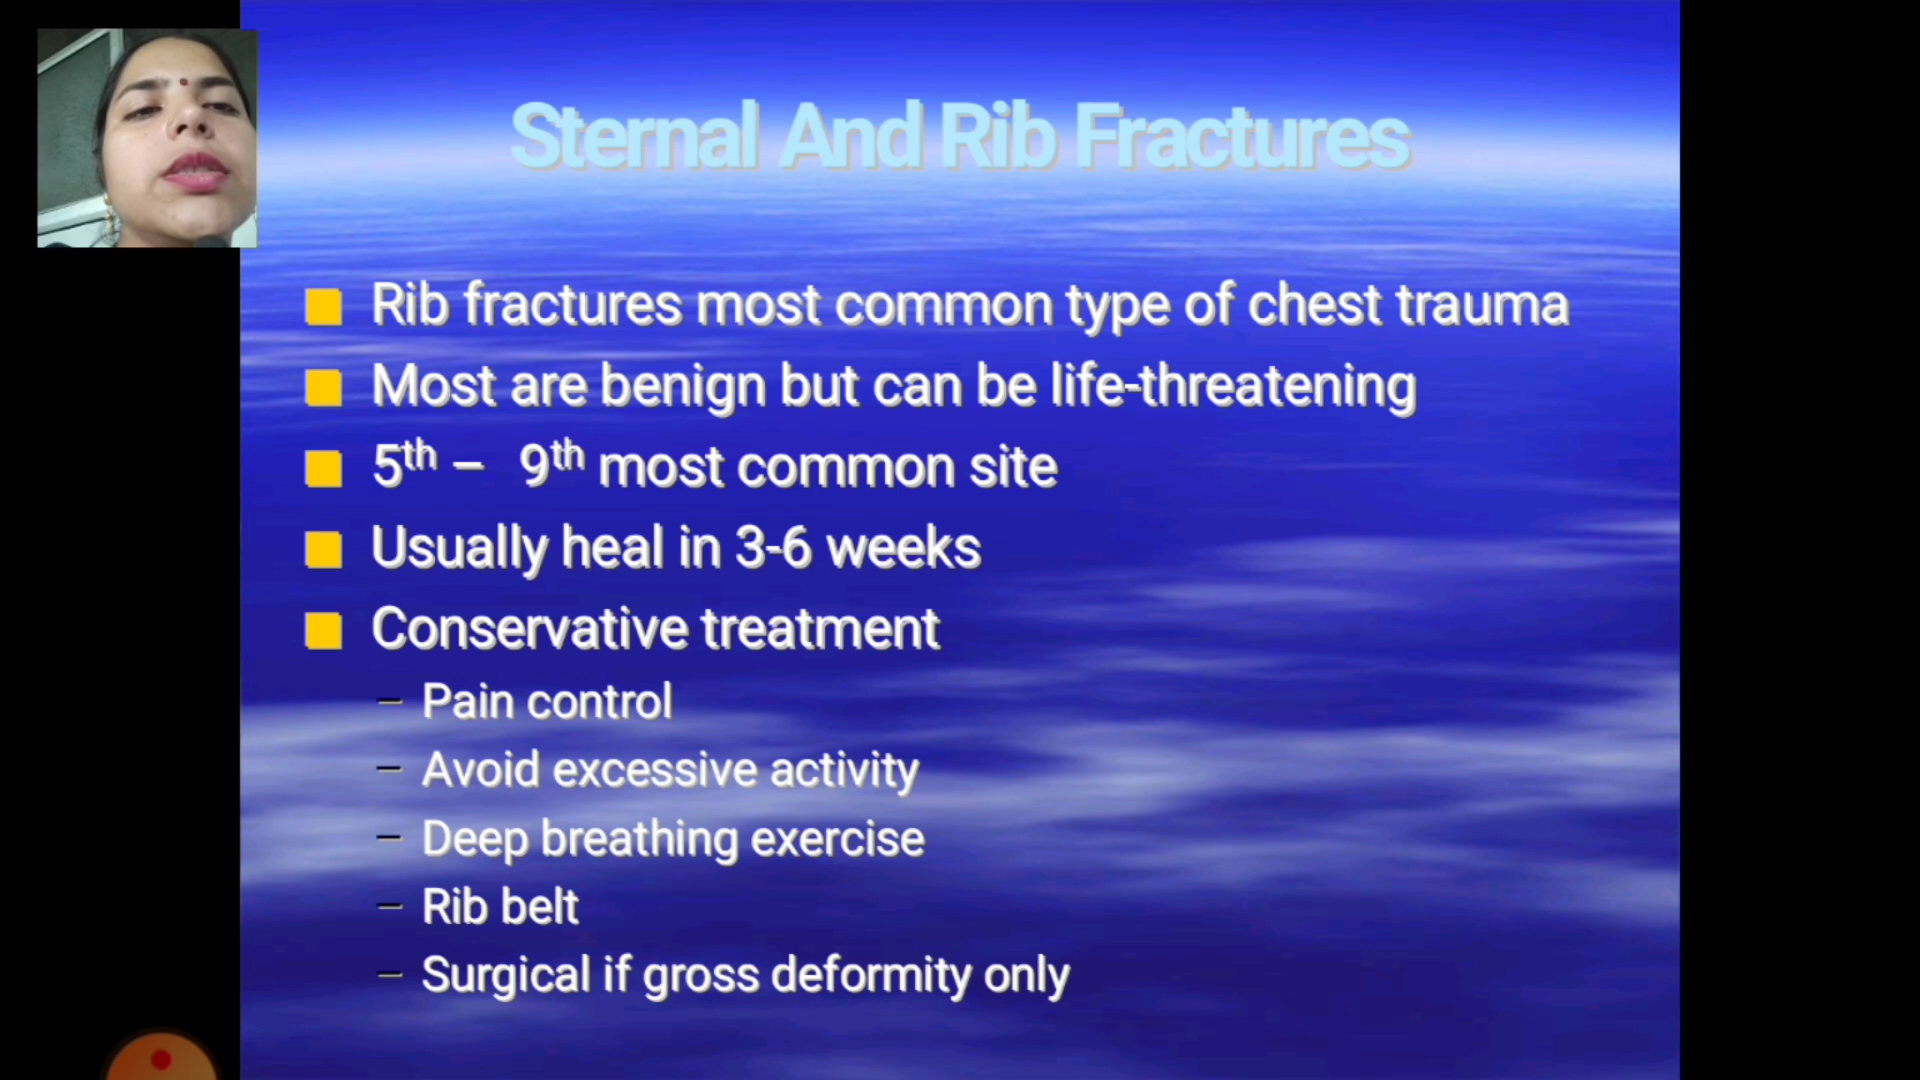 Sternal And Rib Fractures
Rib fractures most common type of chest trauma
Most are benign but can be life-threatening
5th – 9th most common site
Usually heal in 3-6 weeks
Conservative treatment
– Pain control
– Avoid excessive activity
– Deep breathing exercise
– Rib belt
– Surgical if gross deformity only